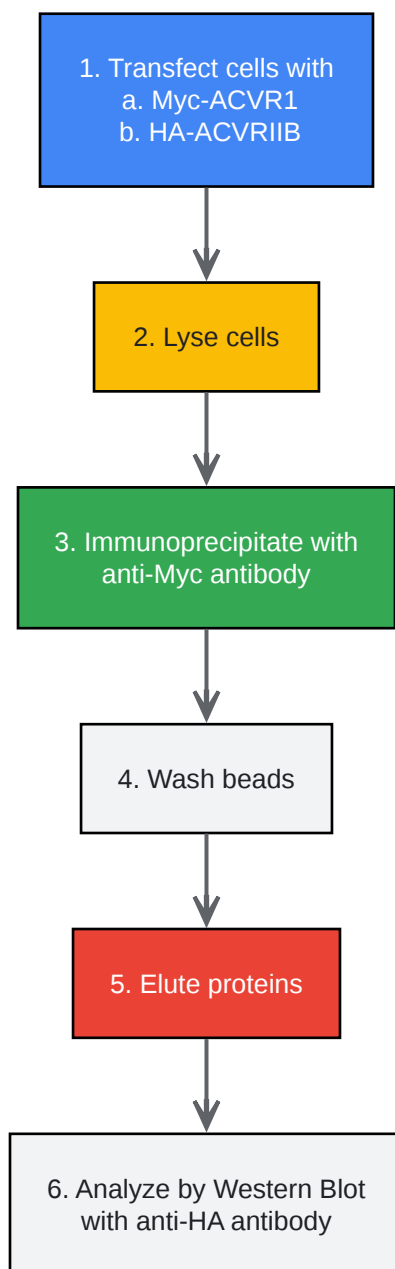 1. Transfect cells with
a. Myc-ACVR1
b. HA-ACVRIIB
2. Lyse cells
3. Immunoprecipitate with
anti-Myc antibody
4. Wash beads
5. Elute proteins
6. Analyze by Western Blot
with anti-HA antibody